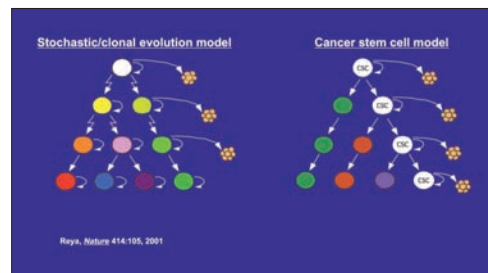 Stochastic/clonal evolution model
Cancer stem cell model
CSC
CSC
CSC
CSC
Reya, Nature 414:105, 2001